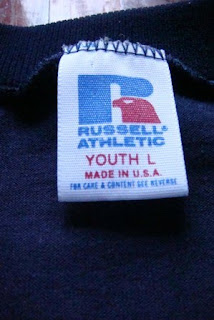 R
RUSSELL®
ATHLETIC
YOUTH L
MADE IN U.S.A.
FOR CARE & CONTENT SEE REVERSE